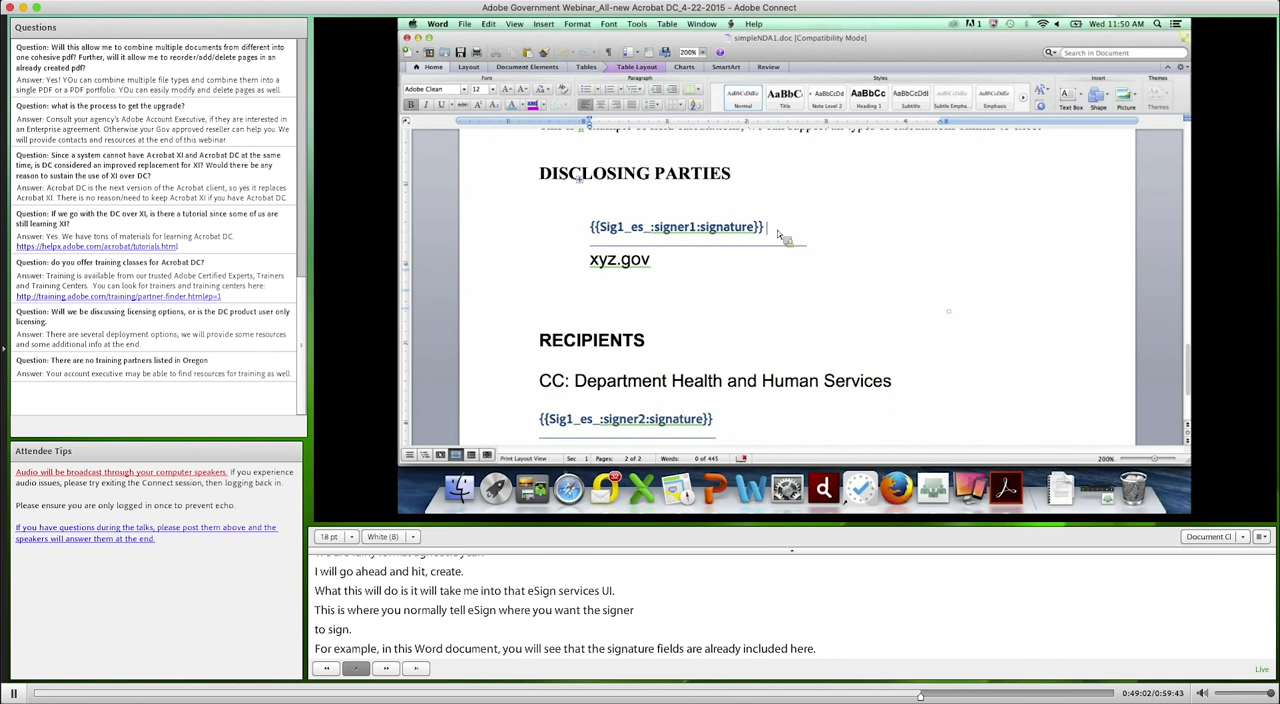 Adobe Government Webinar_All-new Acrobat DC_4-22-2015 - Adobe Connect
Questions
Question: Will this allow me to combine multiple documents from different into
one cohesive pdf? Further, will it allow me to reorder/add/delete pages in an
already created pdf?
Answer: Yes! YOu can combine multiple file types and combine them into a
single PDF or a PDF portfolio. You can easily modify and delete pages as well.
Question: what is the process to get the upgrade?
Answer: Consult your agency's Adobe Account Executive, if they are interested in
an Enterprise agreement. Otherwise your Gov approved reseller can help you. We
will provide contacts and resources at the end of this webinar.
Question: Since a system cannot have Acrobat XI and Acrobat DC at the same
time, is DC considered an improved replacement for XI? Would there be any
reason to sustain the use of XI over DC?
Answer: Acrobat DC is the next version of the Acrobat client, so yes it replaces
Acrobat XI. There is no reason/need to keep Acrobat XI if you have Acrobat DC.
Question: If we go with the DC over XI, is there a tutorial since some of us are
still learning XI?
Answer: Yes. We have tons of materials for learning Acrobat DC.
https://helpx.adobe.com/acrobat/tutorials.html
Question: do you offer training classes for Acrobat DC?
Answer: Training is available from our trusted Adobe Certified Experts, Trainers
and Training Centers. You can look for trainers and training centers here:
http://training.adobe.com/training/partner-finder.html#p=1
Question: Will we be discussing licensing options, or is the DC product user only
licensing.
Answer: There are several deployment options; we will provide some resources
and some additional info at the end.
Question: There are no training partners listed in Oregon
Answer: Your account executive may be able to find resources for training as well.
Attendee Tips
Audio will be broadcast through your computer speakers. If you experience
audio issues, please try exiting the Connect session, then logging back in.
Please ensure you are only logged in once to prevent echo.
If you have questions during the talks, please post them above and the
speakers will answer them at the end.
Word File Edit View Insert Format Font Tools Table Window Help
1 Wed 11:50 AM
simpleNDA1.doc [Compatibility Mode]
200% Search in Document
Home Layout Document Elements Tables Table Layout Charts SmartArt Review
Font Paragraph Styles Insert Themes
Adobe Clean 12
Normal Title Note Level 2 Heading 1 Subtitle Subtle Empha... Emphasis Text Box Shape Picture Themes
DISCLOSING PARTIES
{{Sig1_es_:signer1:signature}}
xyz.gov
RECIPIENTS
CC: Department Health and Human Services
{{Sig1_es_:signer2:signature}}
Print Layout View Sec 1 Pages: 2 of 2 Words: 0 of 445 200%
18 pt White (B) Document Cl
I will go ahead and hit, create.
What this will do is it will take me into that eSign services UI.
This is where you normally tell eSign where you want the signer
to sign.
For example, in this Word document, you will see that the signature fields are already included here.
Live
0:49:02/0:59:43